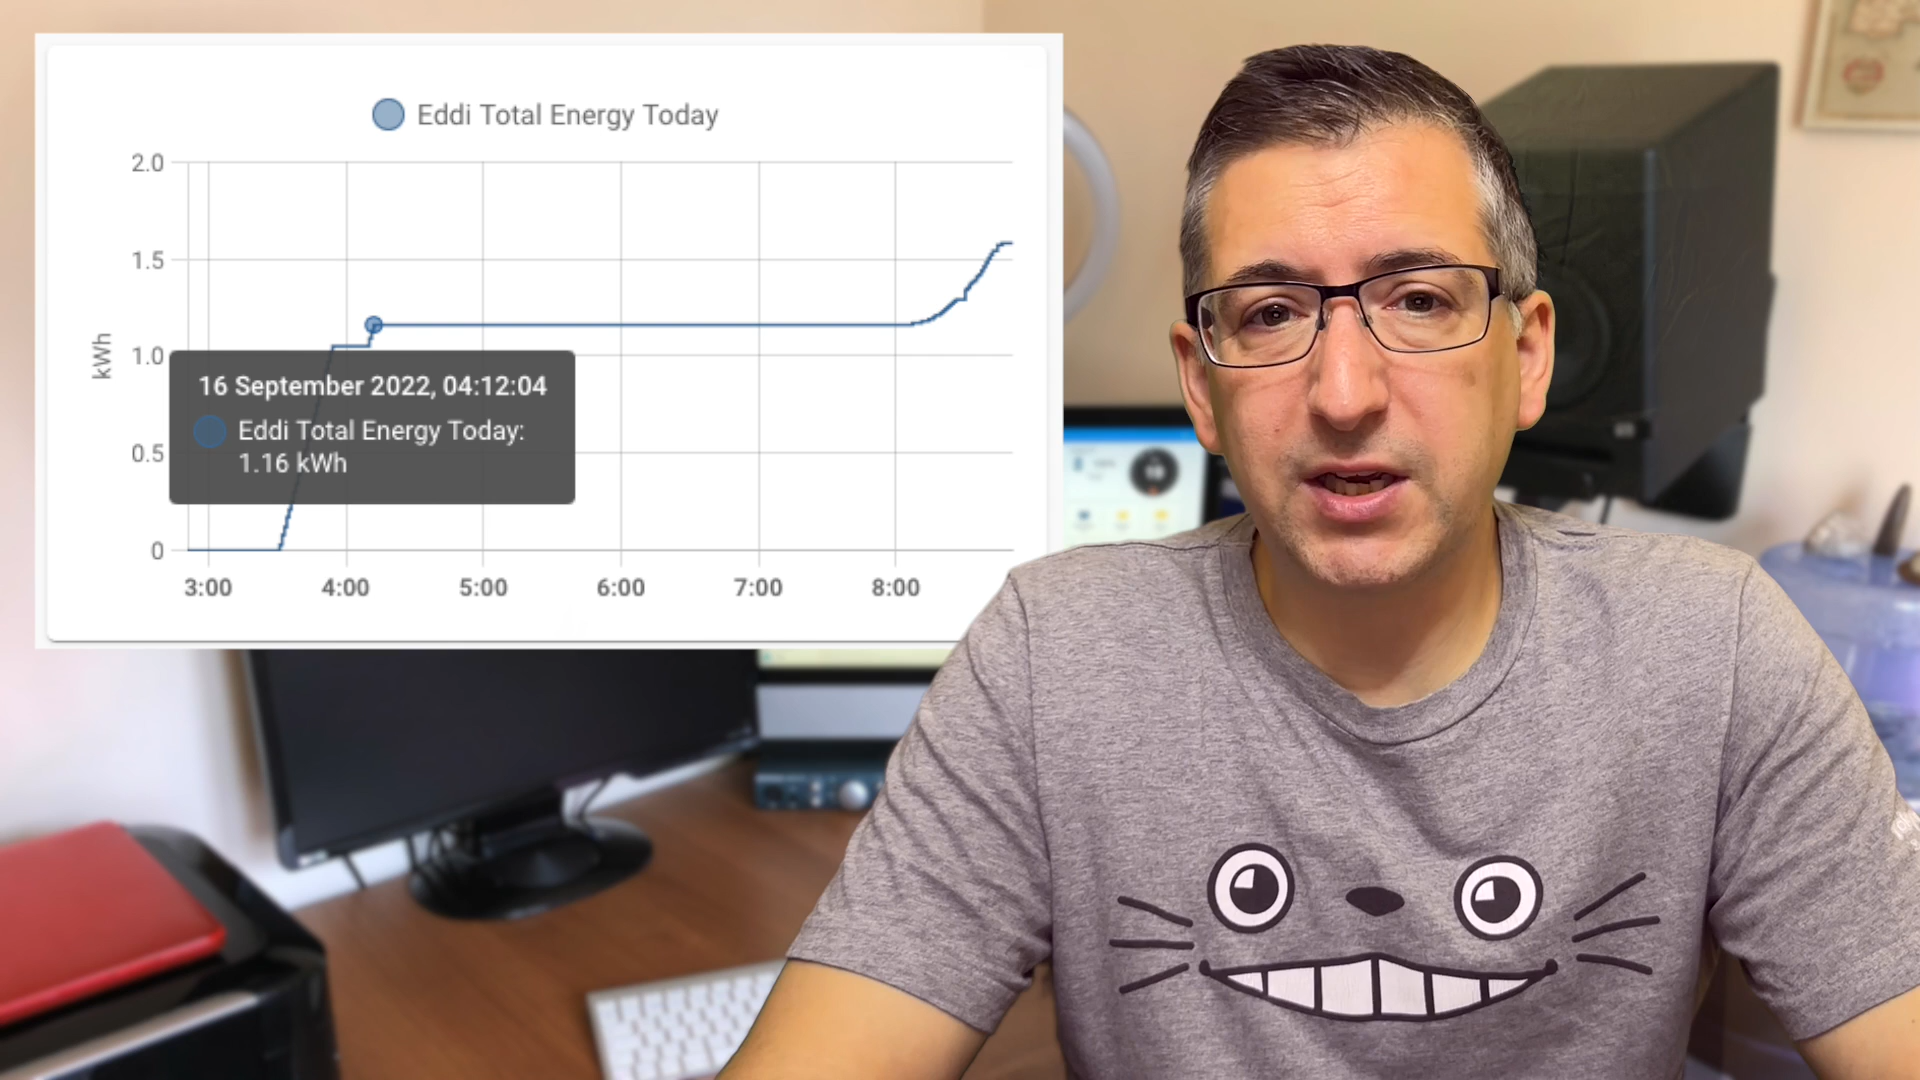 Eddi Total Energy Today
2.0
1.5
1.0
0.5
0
kWh
16 September 2022, 04:12:04
Eddi Total Energy Today:
1.16 kWh
3:00 4:00 5:00 6:00 7:00 8:00